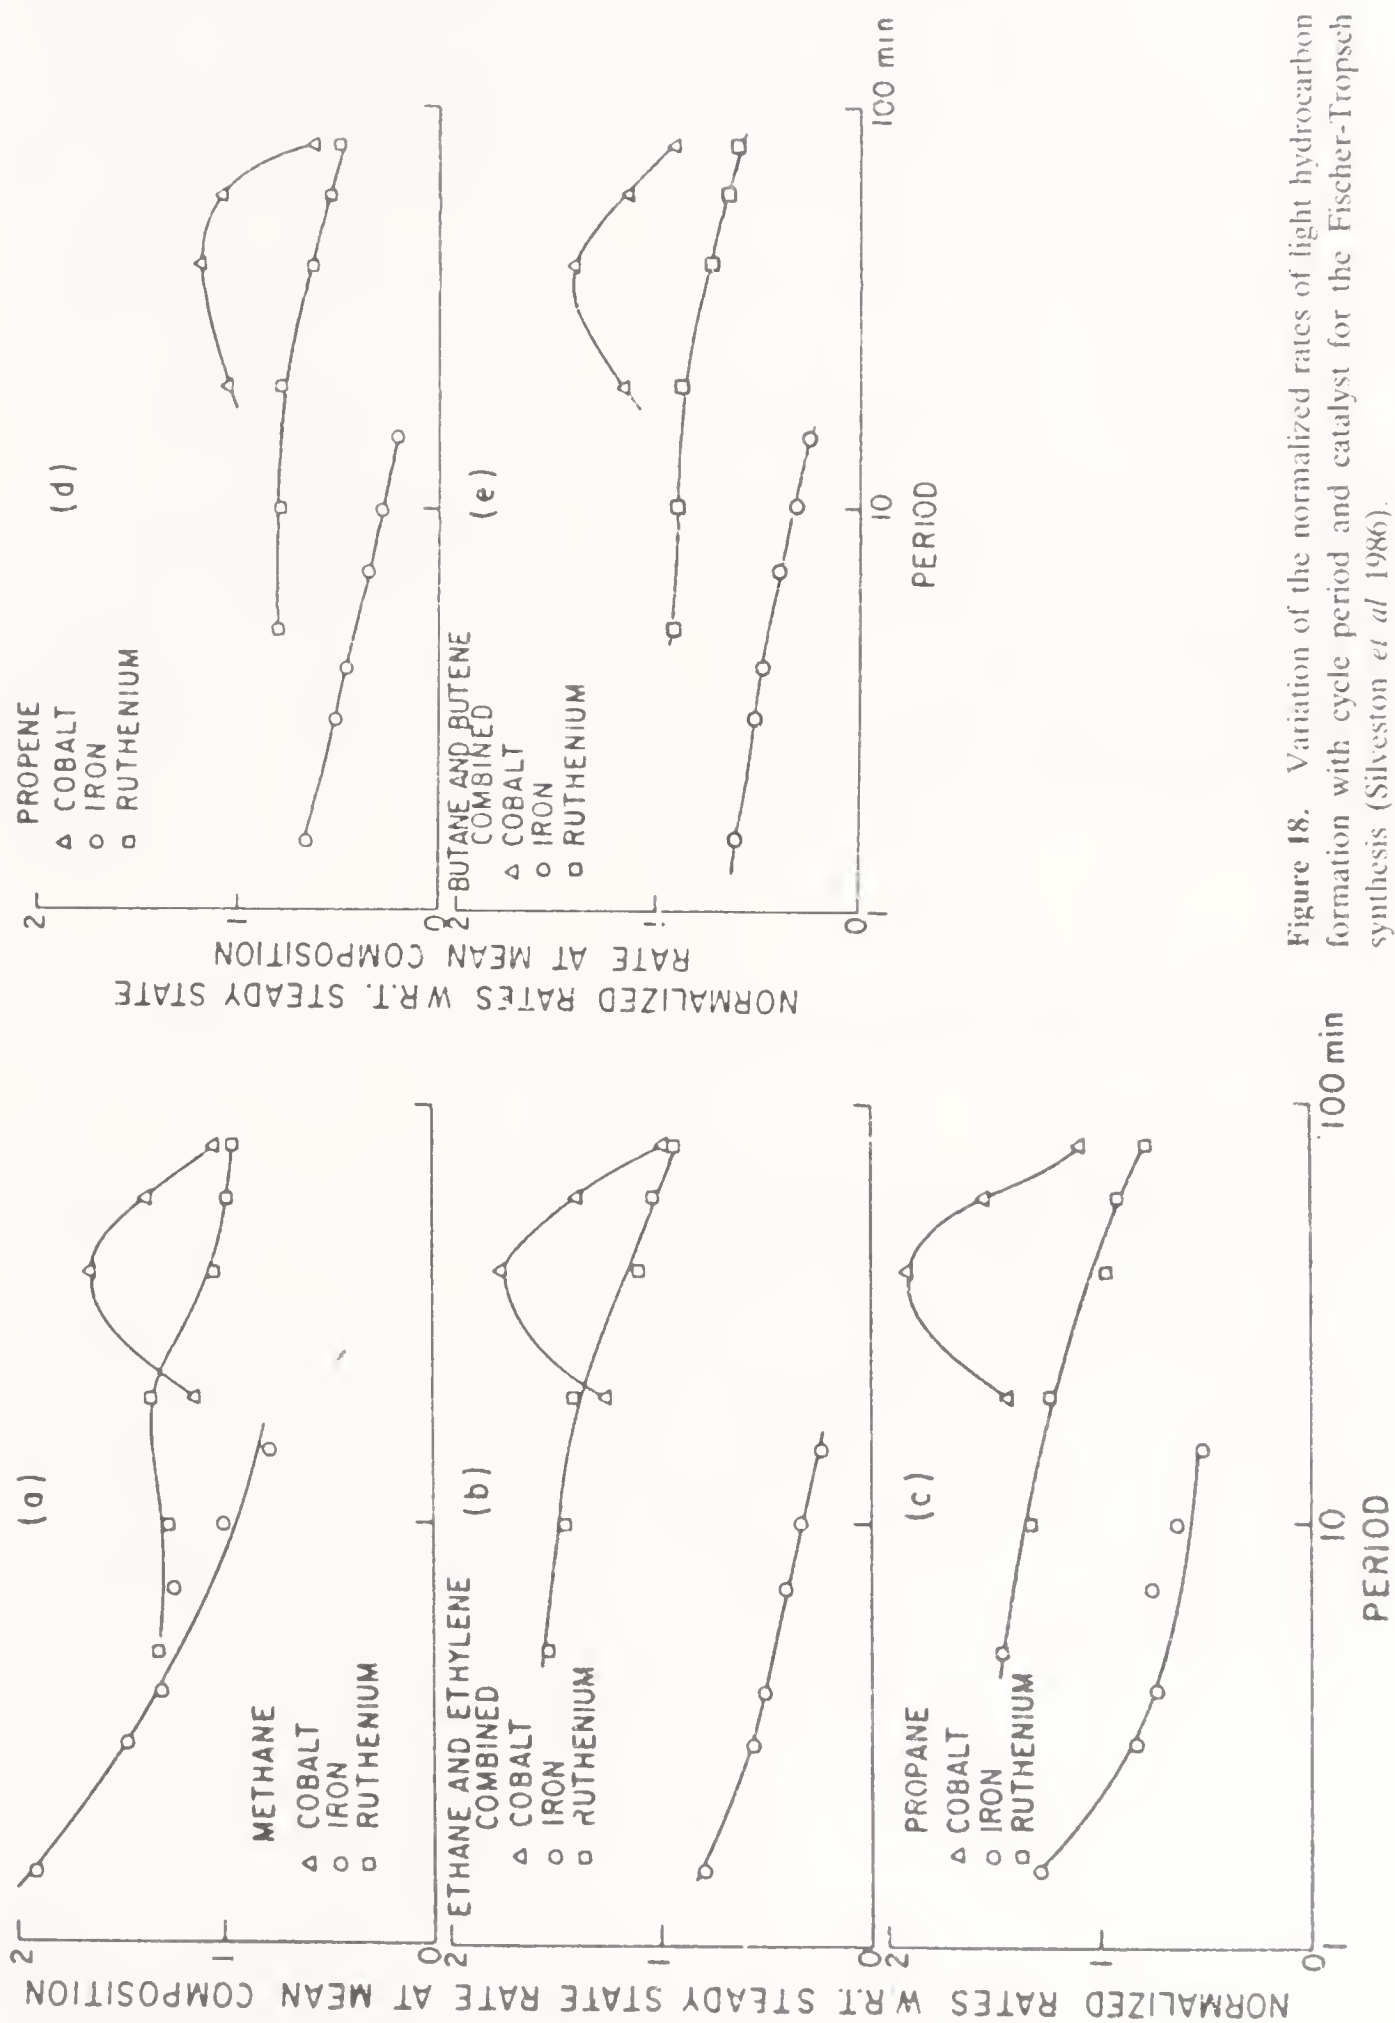 NORMALIZED RATES W.R.T. STEADY STATE RATE AT MEAN COMPOSITION
(a)
2
1
0
METHANE
△ COBALT
○ IRON
□ RUTHENIUM
(b)
2
1
0
ETHANE AND ETHYLENE
COMBINED
△ COBALT
○ IRON
□ RUTHENIUM
(c)
2
1
0
PROPANE
△ COBALT
○ IRON
□ RUTHENIUM
1
10
100 min
PERIOD
NORMALIZED RATES W.R.T. STEADY STATE
RATE AT MEAN COMPOSITION
(d)
2
1
0
PROPENE
△ COBALT
○ IRON
□ RUTHENIUM
(e)
2
1
0
BUTANE AND BUTENE
COMBINED
△ COBALT
○ IRON
□ RUTHENIUM
1
10
100 min
PERIOD
Figure 18. Variation of the normalized rates of light hydrocarbon
formation with cycle period and catalyst for the Fischer-Tropsch
synthesis (Silveston et al 1986).